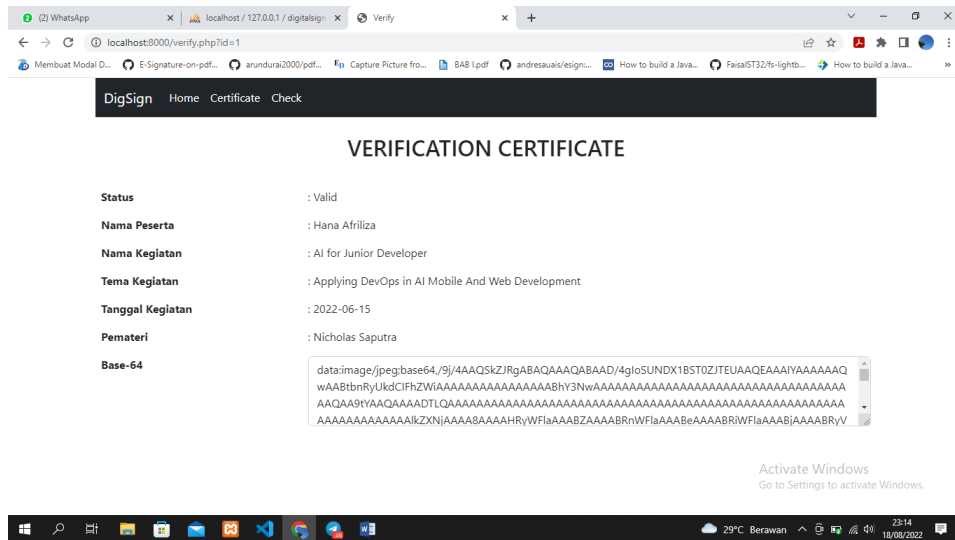 (2) WhatsApp
localhost / 127.0.0.1 / digitalsign
Verify
localhost:8000/verify.php?id=1
Membuat Modal D... E-Signature-on-pdf... arundurai2000/pdf... Capture Picture fro... BAB I.pdf andresauais/esign:... How to build a Java... FaisalST32/fs-lightb... How to build a Java... »
DigSign Home Certificate Check
VERIFICATION CERTIFICATE
Status : Valid
Nama Peserta : Hana Afriliza
Nama Kegiatan : AI for Junior Developer
Tema Kegiatan : Applying DevOps in AI Mobile And Web Development
Tanggal Kegiatan : 2022-06-15
Pemateri : Nicholas Saputra
Base-64
data:image/jpeg;base64,/9j/4AAQSkZJRgABAQAAAQABAAD/4gIoSUNDX1BST0ZJTEUAAQEAAAIYAAAAAAQ
Activate Windows
Go to Settings to activate Windows.
29°C Berawan
23:14
18/08/2022